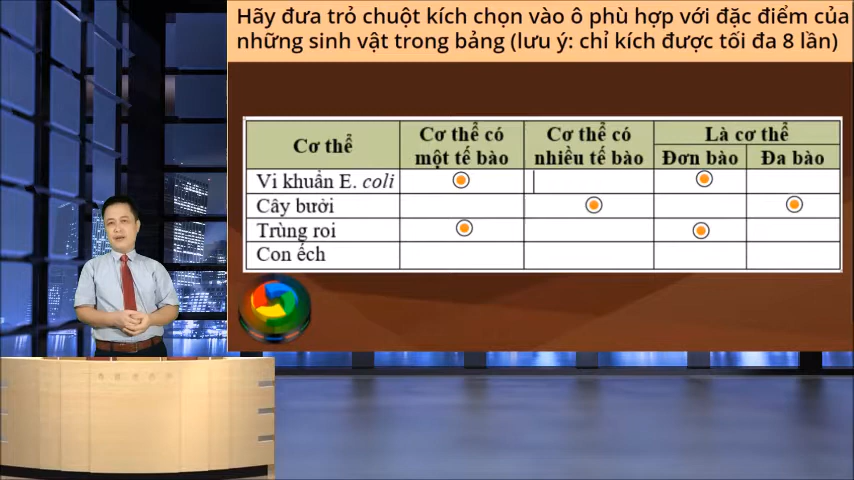 Hãy đưa trỏ chuột kích chọn vào ô phù hợp với đặc điểm của
những sinh vật trong bảng (lưu ý: chỉ kích được tối đa 8 lần)
Cơ thể
Cơ thể có
một tế bào
Cơ thể có
nhiều tế bào
Là cơ thể
Đơn bào
Đa bào
Vi khuẩn E. coli
Cây bưởi
Trùng roi
Con ếch